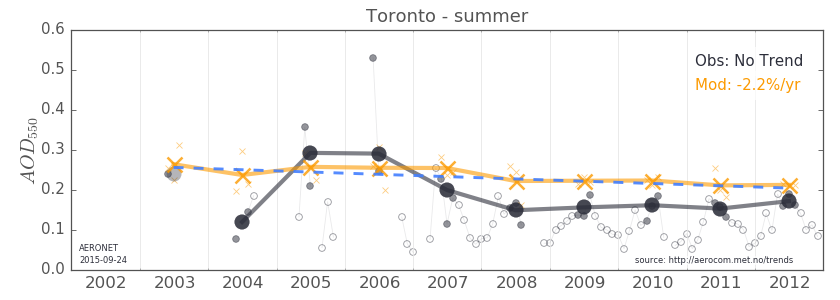 Toronto - summer
0.6
0.5
0.4
0.3
0.2
0.1
0.0
AOD550
Obs: No Trend
Mod: -2.2%/yr
AERONET
2015-09-24
source: http://aerocom.met.no/trends
2002 2003 2004 2005 2006 2007 2008 2009 2010 2011 2012